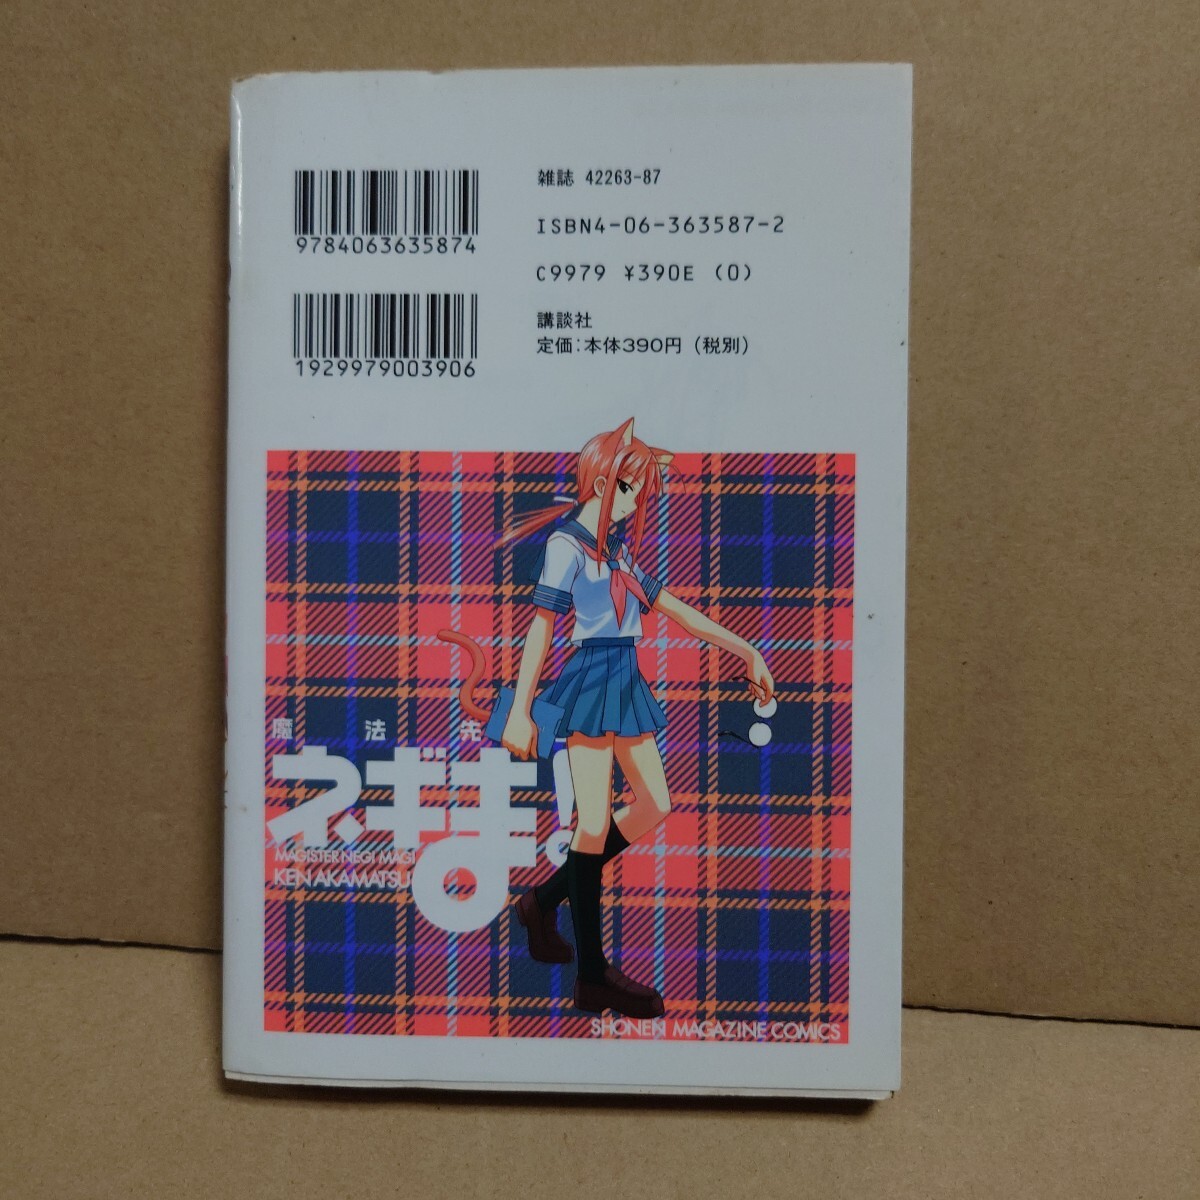 9784063635874
1929979003906
雑誌 42263-87
ISBN4-06-363587-2
C9979 ¥390E (0)
講談社
定価:本体390円(税別)
魔法先
ネギま!
MAGISTER NEGI MAGI
KEN AKAMATSU
SHONEN MAGAZINE COMICS